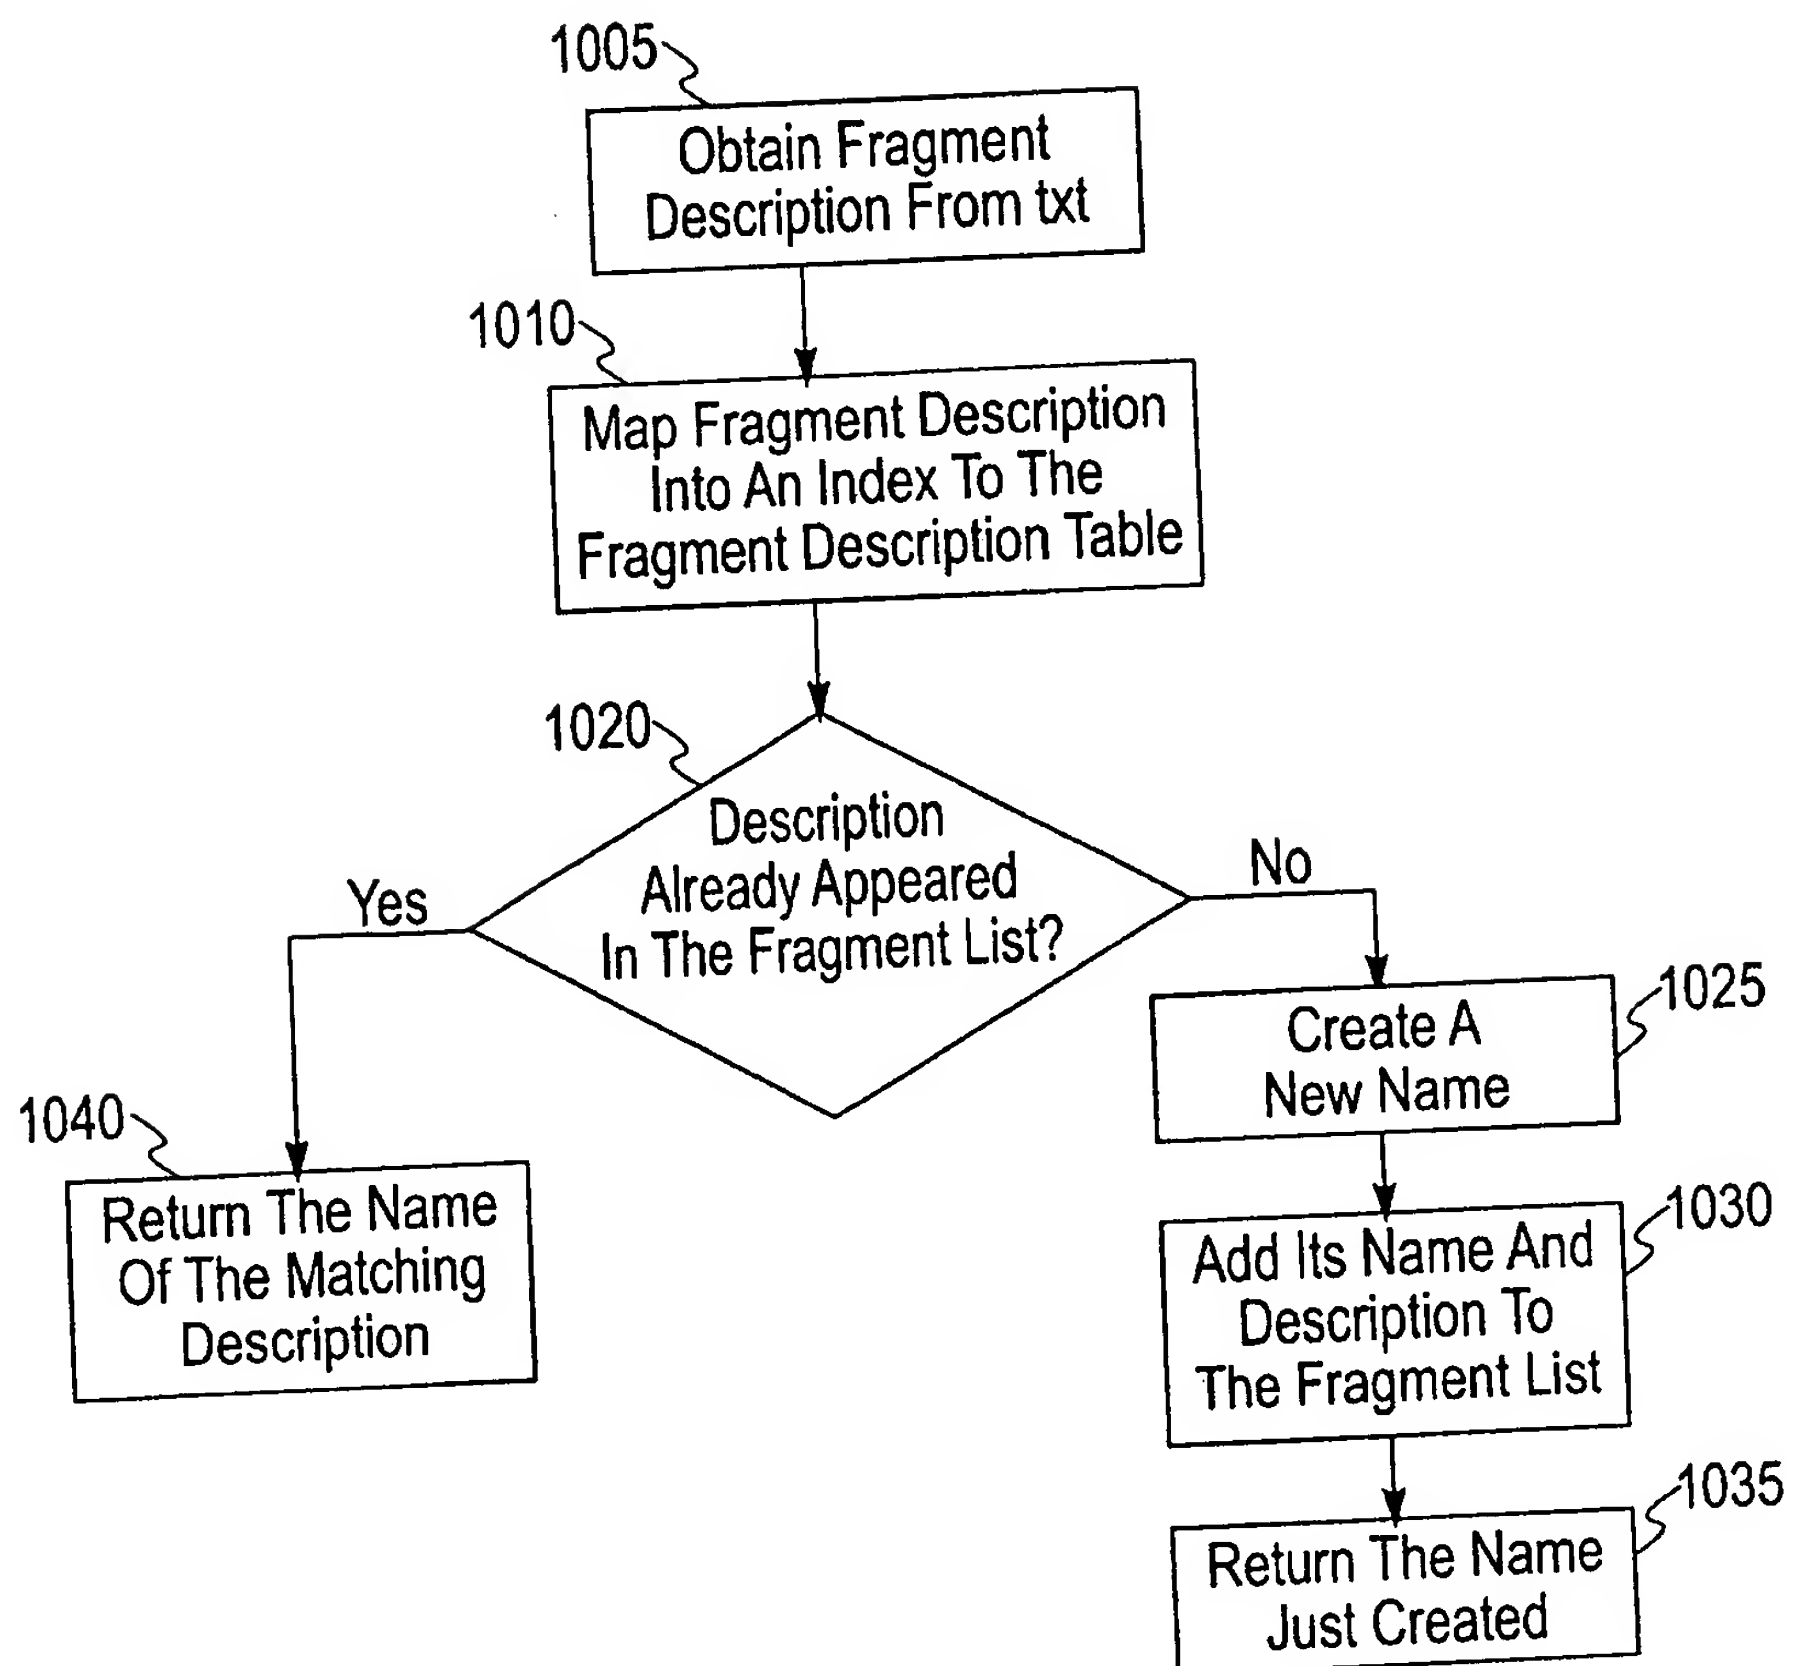 1005
Obtain Fragment
Description From txt
1010
Map Fragment Description
Into An Index To The
Fragment Description Table
1020
Description
Already Appeared
In The Fragment List?
Yes
No
1025
Create A
New Name
1040
Return The Name
Of The Matching
Description
1030
Add Its Name And
Description To
The Fragment List
1035
Return The Name
Just Created